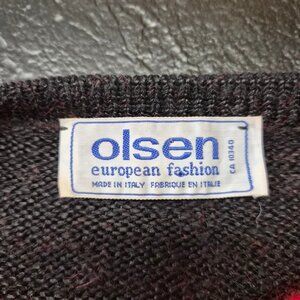 olsen
european fashion
MADE IN ITALY FABRIQUE EN ITALIE
CA 10340